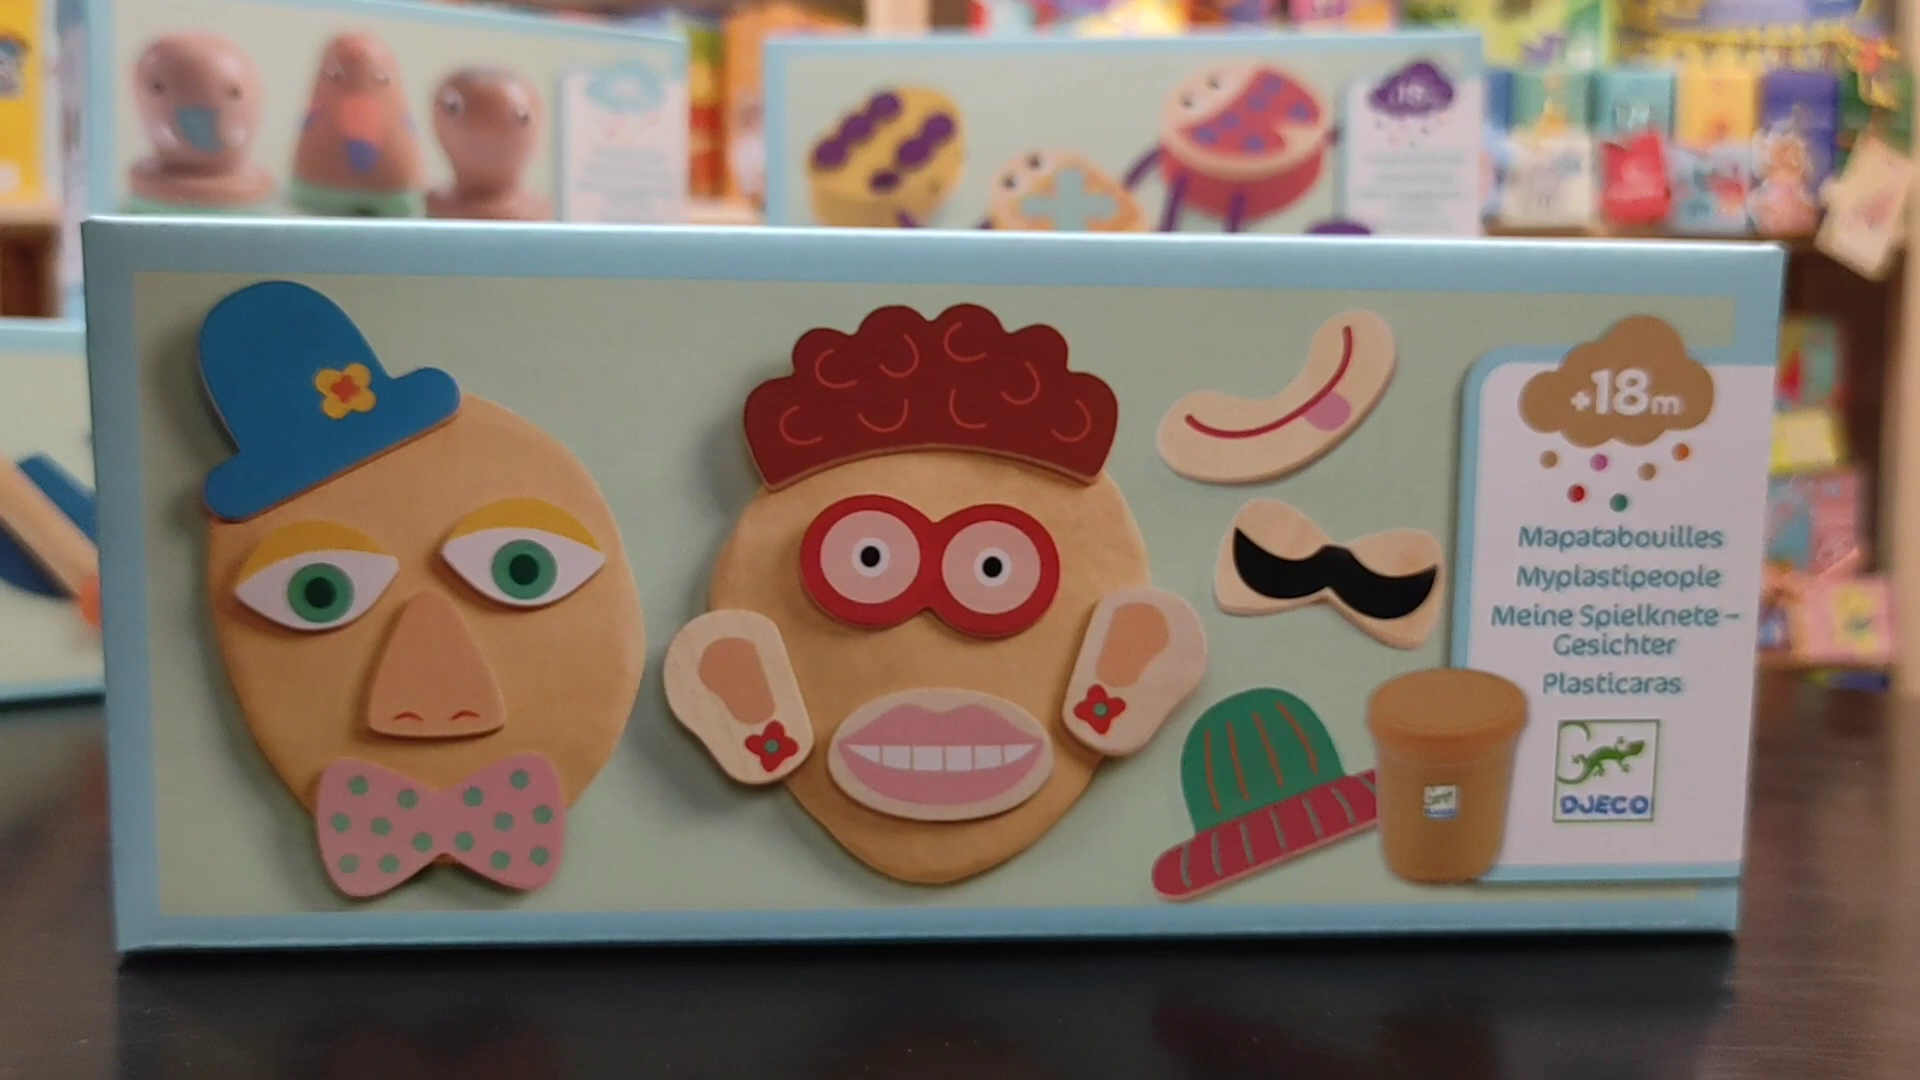 +18m
Mapatabouilles
Myplastipeople
Meine Spielknete –
Gesichter
Plasticaras
DJECO